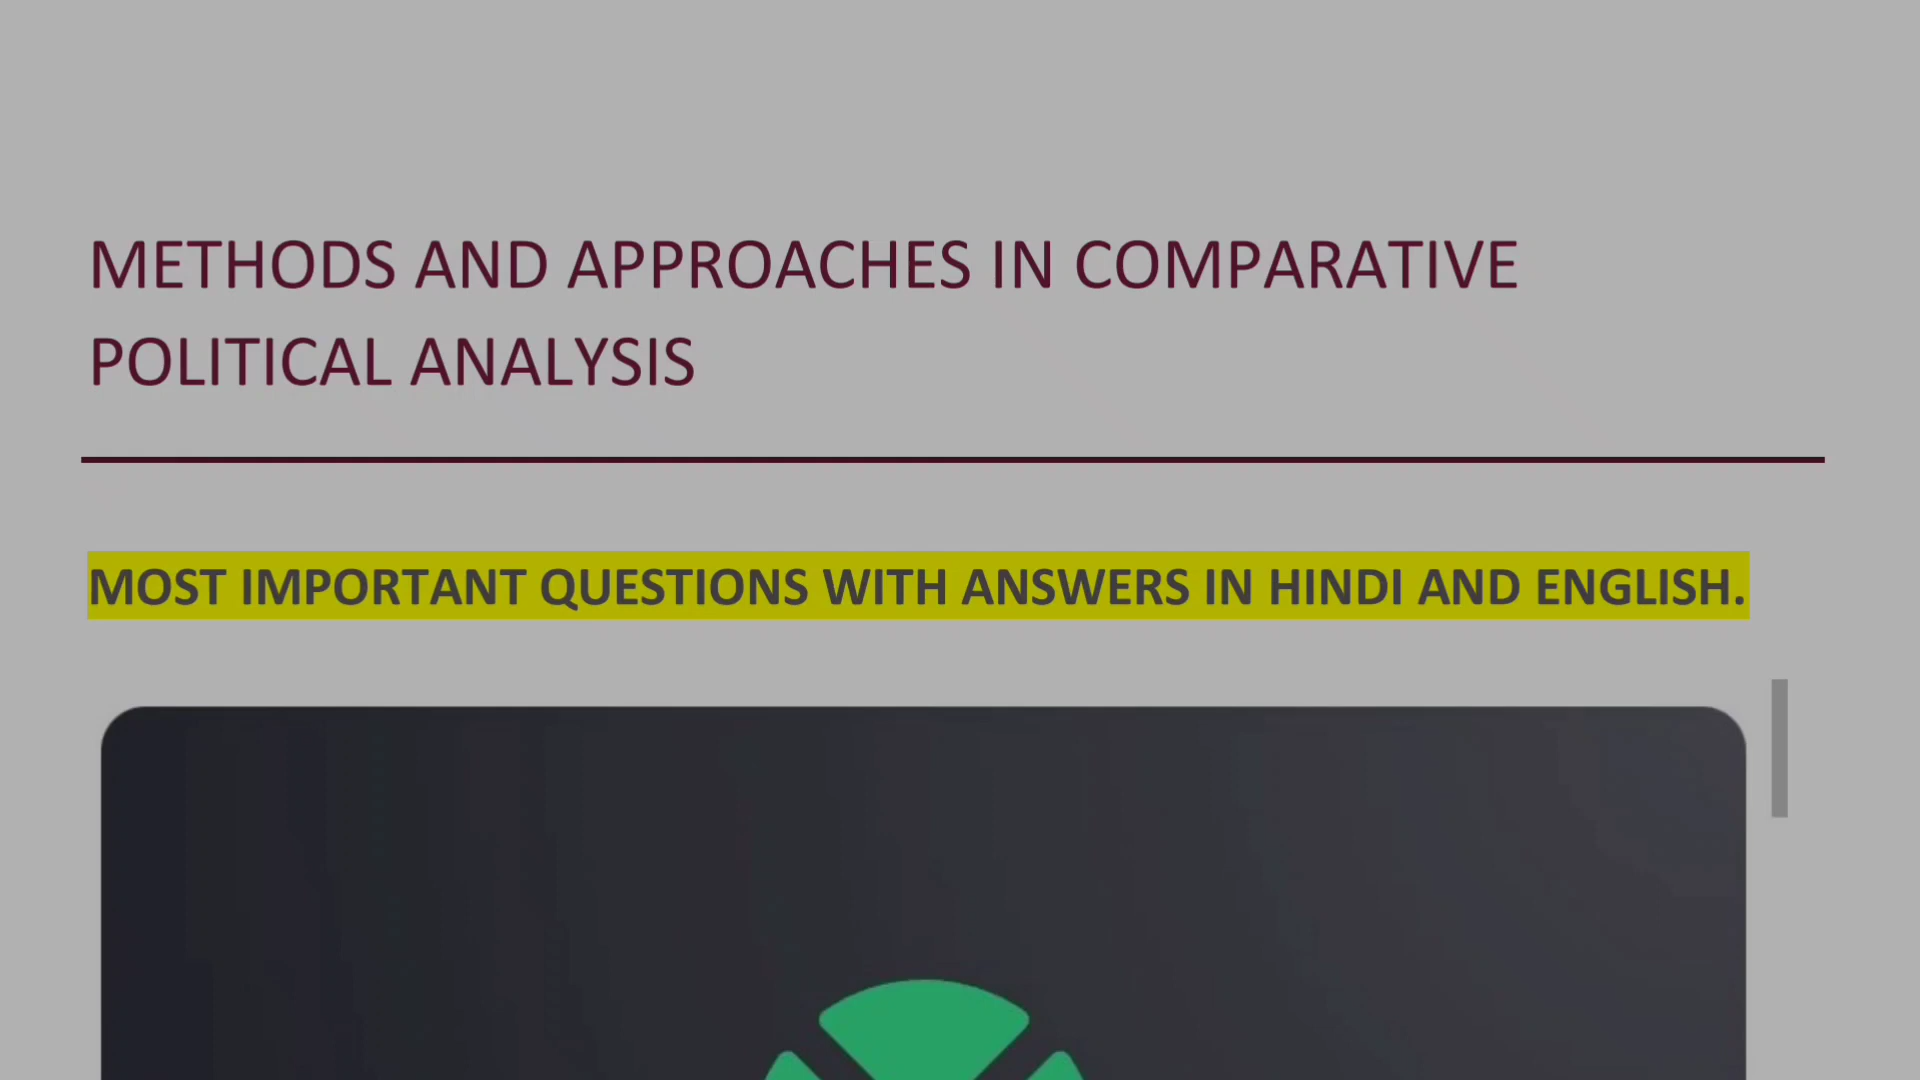 METHODS AND APPROACHES IN COMPARATIVE
POLITICAL ANALYSIS
MOST IMPORTANT QUESTIONS WITH ANSWERS IN HINDI AND ENGLISH.